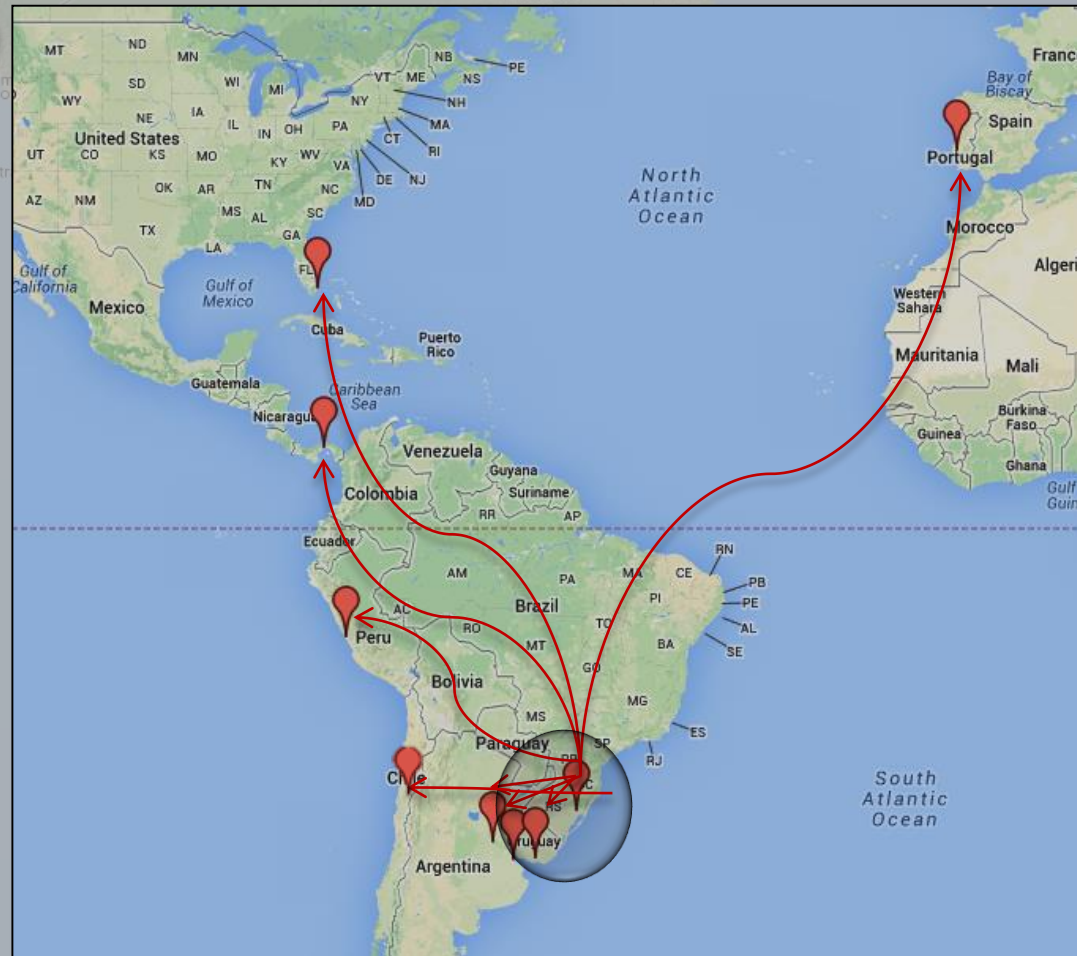 MT
ND
MN
NB
PE
ME
NS
VT
SD
WI
MI
NY
NH
WY
MA
IA
NE
PA
CT
RI
IL
IN
OH
United States
UT
CO
KS
MO
KY
WV
VA
DE
NJ
MD
AZ
NM
OK
AR
TN
NC
MS
AL
SC
TX
LA
GA
FL
Gulf of
California
Gulf of
Mexico
Mexico
Cuba
Puerto
Rico
Guatemala
Caribbean
Sea
Venezuela
Guyana
Suriname
Colombia
RR
AP
Ecuador
North
Atlantic
Ocean
Bay of
Biscay
Spain
Portugal
Morocco
Western
Sahara
Mauritania
Mali
Burkina
Faso
Guinea
Ghana
AM
PA
MA
CE
RN
PB
PE
AL
SE
PI
Brazil
TO
AC
RO
MT
BA
Peru
GO
Bolivia
MG
MS
ES
Paraguay
SP
RJ
RS
Uruguay
Argentina
South
Atlantic
Ocean